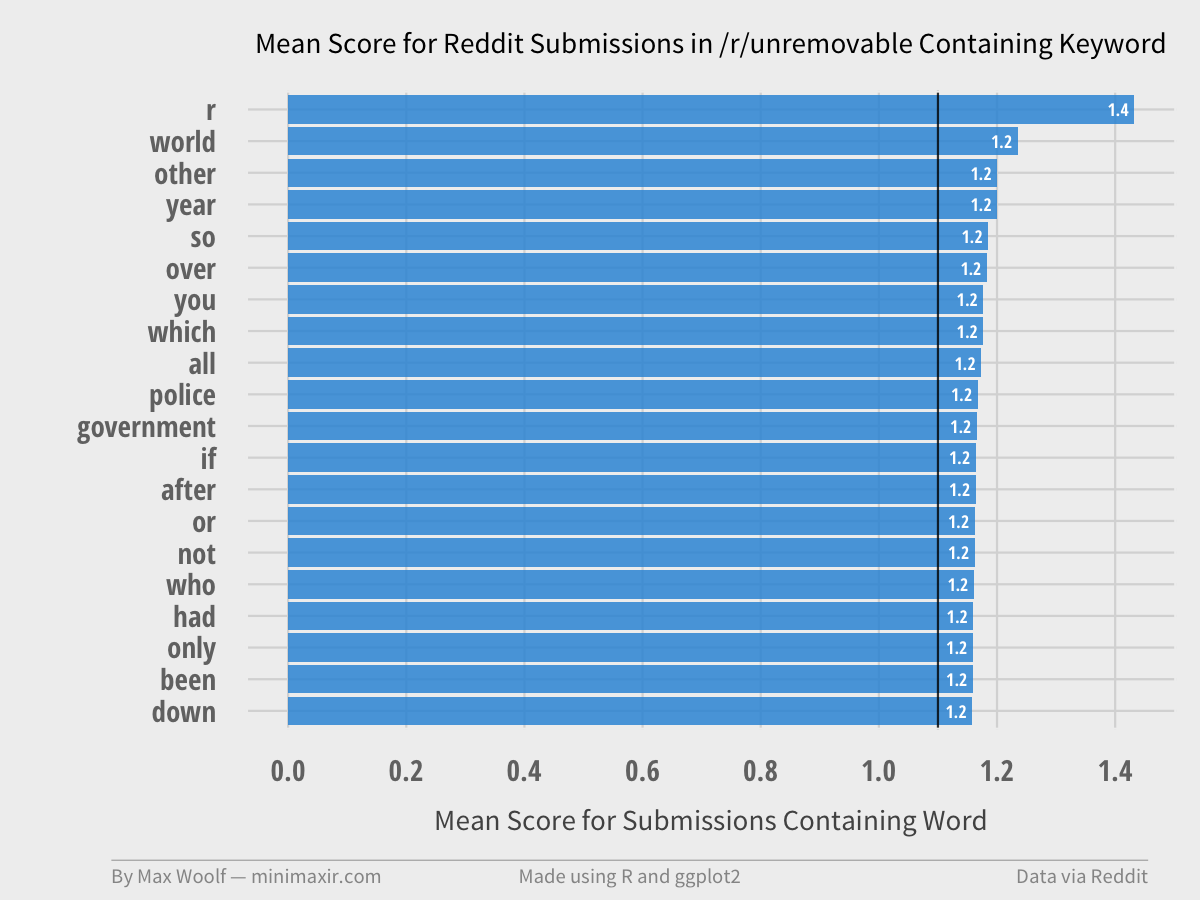 Mean Score for Reddit Submissions in /r/unremovable Containing Keyword
r 1.4
world 1.2
other 1.2
year 1.2
so 1.2
over 1.2
you 1.2
which 1.2
all 1.2
police 1.2
government 1.2
if 1.2
after 1.2
or 1.2
not 1.2
who 1.2
had 1.2
only 1.2
been 1.2
down 1.2
0.0 0.2 0.4 0.6 0.8 1.0 1.2 1.4
Mean Score for Submissions Containing Word
By Max Woolf — minimaxir.com Made using R and ggplot2 Data via Reddit